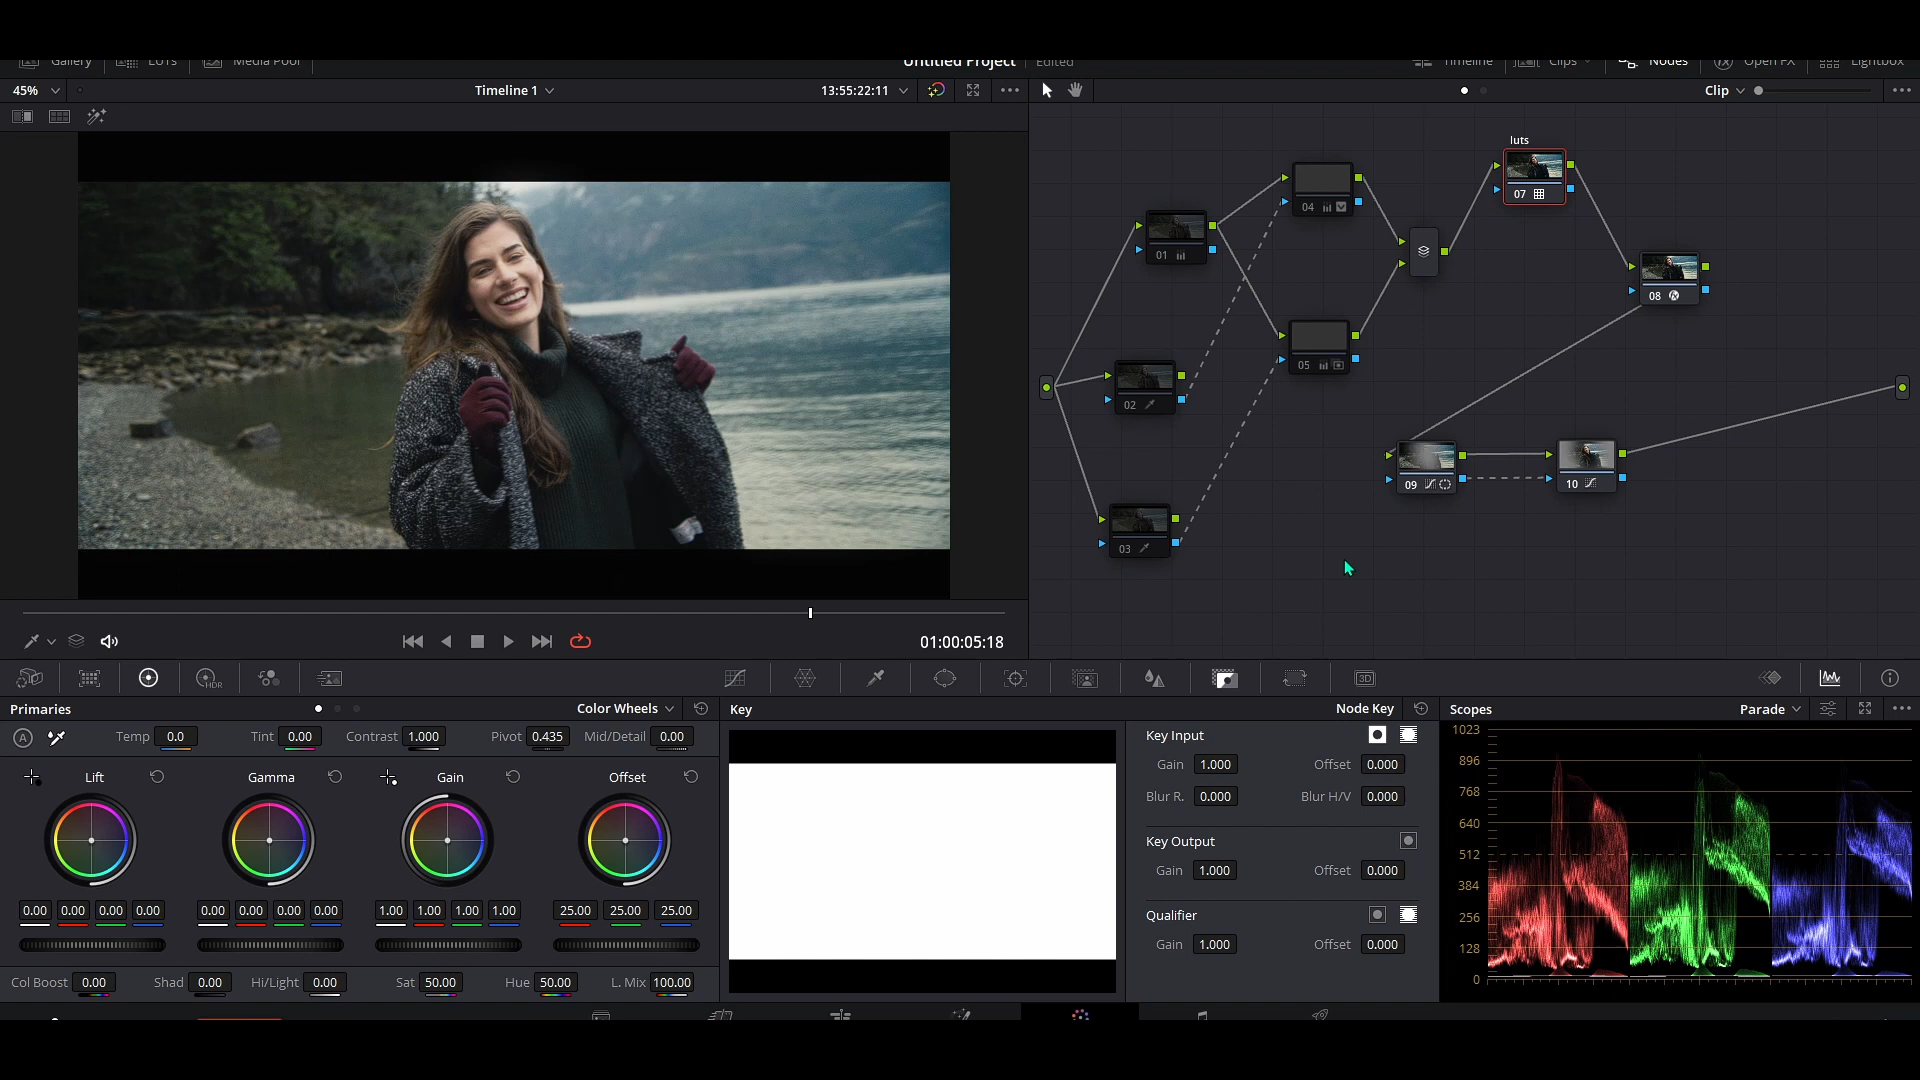 Gallery LUTs Media Pool Untitled Project Edited Timeline Clips Nodes Open FX Lightbox
45% Timeline 1 13:55:22:11 Clip
luts
07
04
01
08
05
02
09 10
03
01:00:05:18
HDR 3D
Primaries Color Wheels Key Node Key Scopes Parade
A Temp 0.0 Tint 0.00 Contrast 1.000 Pivot 0.435 Mid/Detail 0.00
Lift Gamma Gain Offset
0.00 0.00 0.00 0.00 0.00 0.00 0.00 0.00 1.00 1.00 1.00 1.00 25.00 25.00 25.00
Col Boost 0.00 Shad 0.00 Hi/Light 0.00 Sat 50.00 Hue 50.00 L. Mix 100.00
Key Input
Gain 1.000 Offset 0.000
Blur R. 0.000 Blur H/V 0.000
Key Output
Gain 1.000 Offset 0.000
Qualifier
Gain 1.000 Offset 0.000
1023
896
768
640
512
384
256
128
0